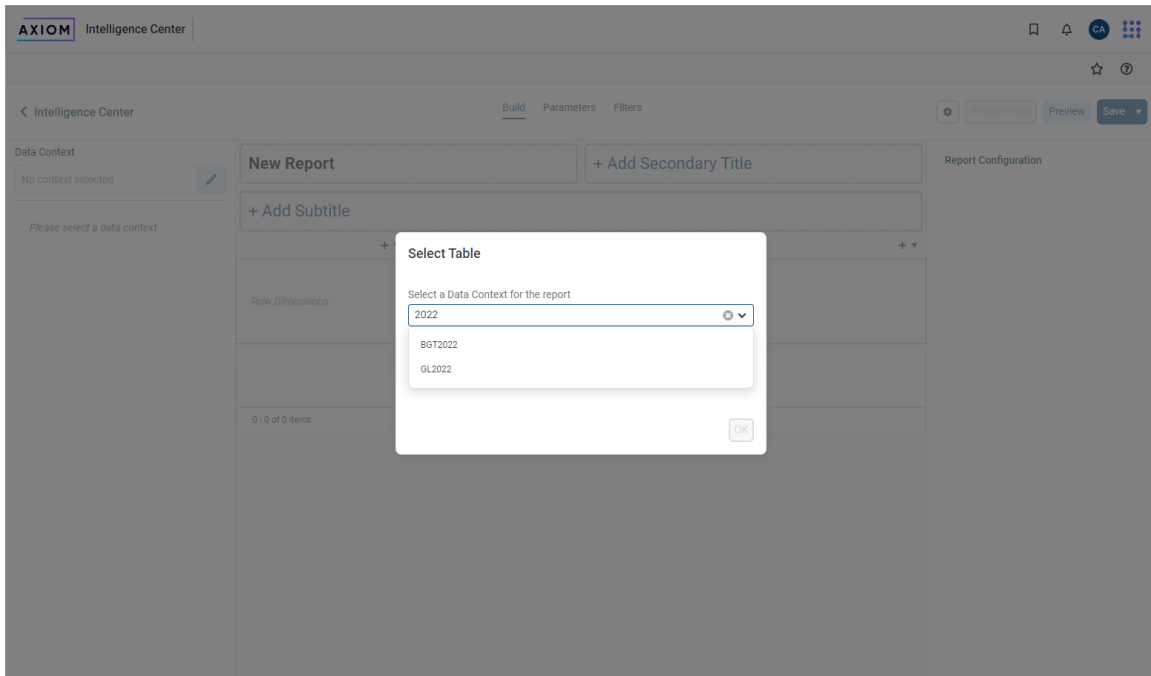 AXIOM Intelligence Center
CA
Intelligence Center
Build Parameters Filters
Refresh Data Preview Save
Data Context
No context selected
Please select a data context
New Report
+ Add Secondary Title
+ Add Subtitle
Report Configuration
+
+
Row Dimensions
0 - 0 of 0 items
Select Table
Select a Data Context for the report
2022
BGT2022
GL2022
OK